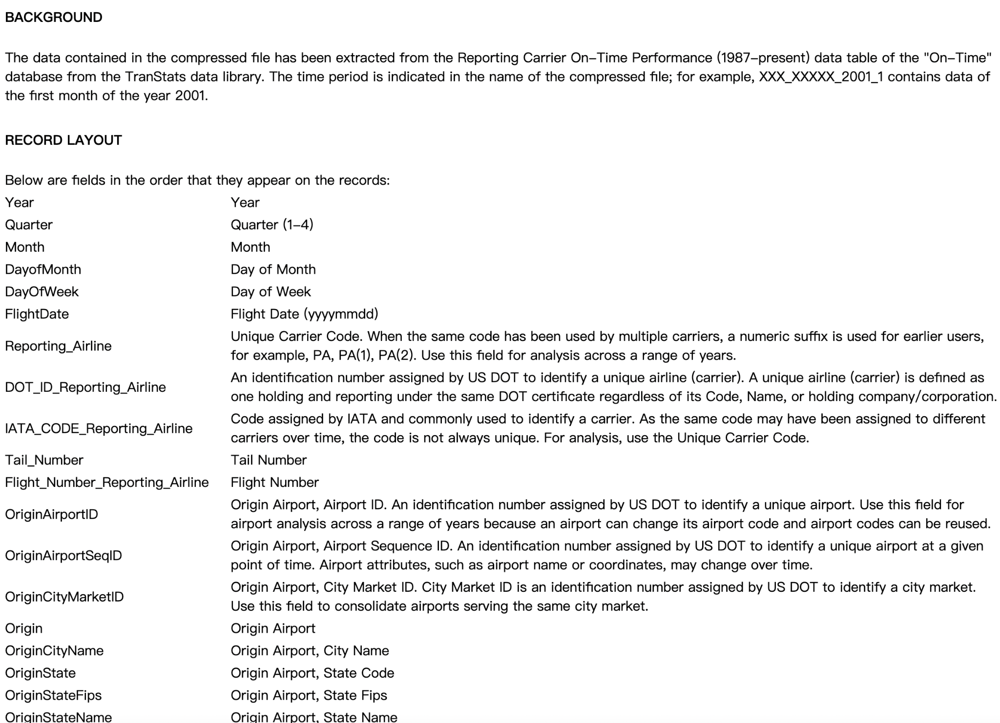 BACKGROUND
The data contained in the compressed file has been extracted from the Reporting Carrier On–Time Performance (1987–present) data table of the "On–Time"
database from the TranStats data library. The time period is indicated in the name of the compressed file; for example, XXX_XXXXX_2001_1 contains data of
the first month of the year 2001.
RECORD LAYOUT
Below are fields in the order that they appear on the records:
Year Year
Quarter Quarter (1–4)
Month Month
DayofMonth Day of Month
DayOfWeek Day of Week
FlightDate Flight Date (yyyymmdd)
Reporting_Airline Unique Carrier Code. When the same code has been used by multiple carriers, a numeric suffix is used for earlier users,
for example, PA, PA(1), PA(2). Use this field for analysis across a range of years.
DOT_ID_Reporting_Airline An identification number assigned by US DOT to identify a unique airline (carrier). A unique airline (carrier) is defined as
one holding and reporting under the same DOT certificate regardless of its Code, Name, or holding company/corporation.
IATA_CODE_Reporting_Airline Code assigned by IATA and commonly used to identify a carrier. As the same code may have been assigned to different
carriers over time, the code is not always unique. For analysis, use the Unique Carrier Code.
Tail_Number Tail Number
Flight_Number_Reporting_Airline Flight Number
OriginAirportID Origin Airport, Airport ID. An identification number assigned by US DOT to identify a unique airport. Use this field for
airport analysis across a range of years because an airport can change its airport code and airport codes can be reused.
OriginAirportSeqID Origin Airport, Airport Sequence ID. An identification number assigned by US DOT to identify a unique airport at a given
point of time. Airport attributes, such as airport name or coordinates, may change over time.
OriginCityMarketID Origin Airport, City Market ID. City Market ID is an identification number assigned by US DOT to identify a city market.
Use this field to consolidate airports serving the same city market.
Origin Origin Airport
OriginCityName Origin Airport, City Name
OriginState Origin Airport, State Code
OriginStateFips Origin Airport, State Fips
OriginStateName Origin Airport, State Name